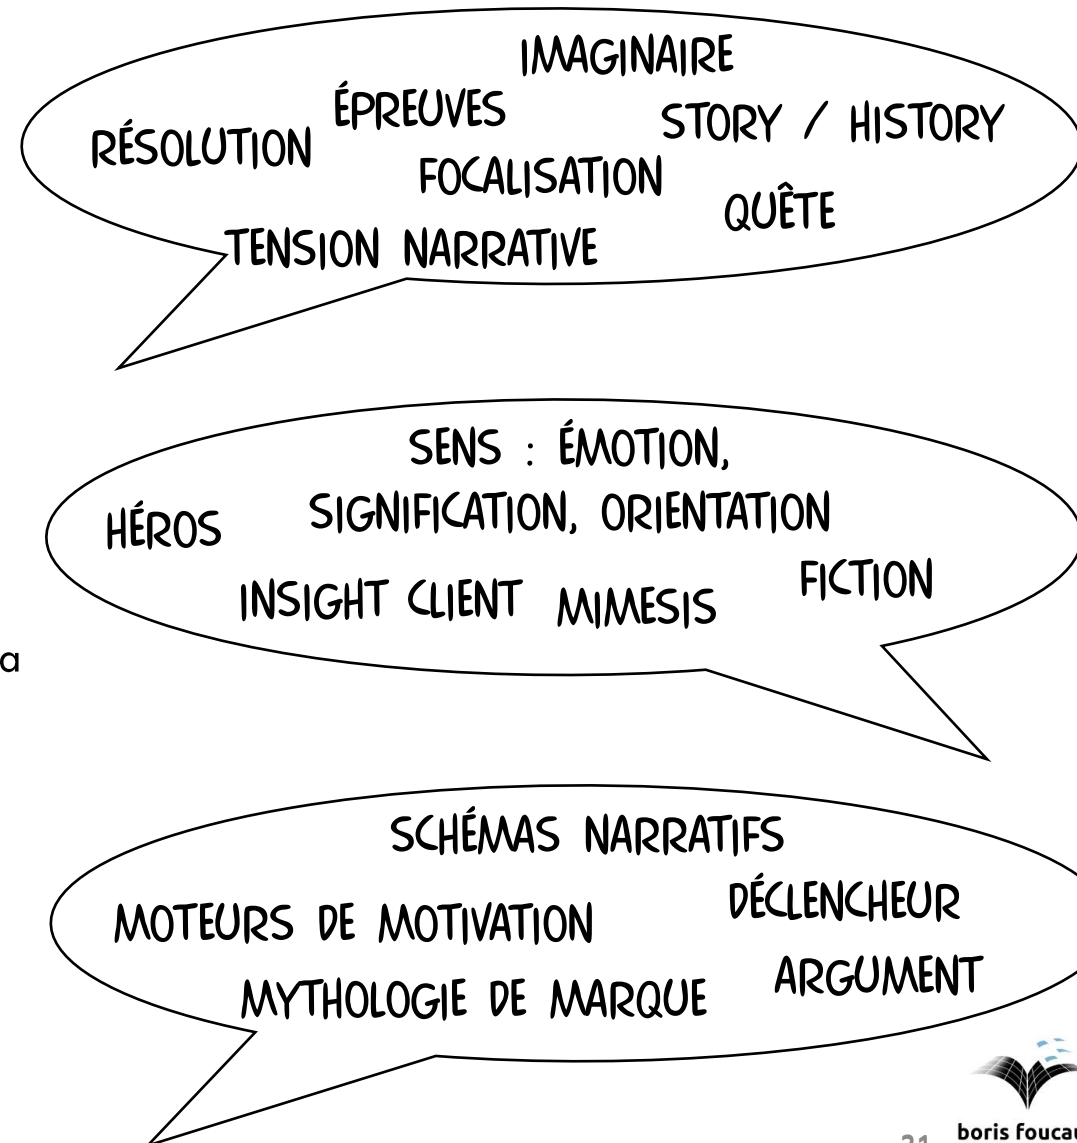 IMAGINAIRE
ÉPREUVES
STORY / HISTORY
RÉSOLUTION
FOCALISATION
QUÊTE
TENSION NARRATIVE
SENS : ÉMOTION,
HÉROS
SIGNIFICATION, ORIENTATION
FICTION
INSIGHT CLIENT MIMESIS
a
SCHÉMAS NARRATIFS
DÉCLENCHEUR
MOTEURS DE MOTIVATION
ARGUMENT
MYTHOLOGIE DE MARQUE
boris